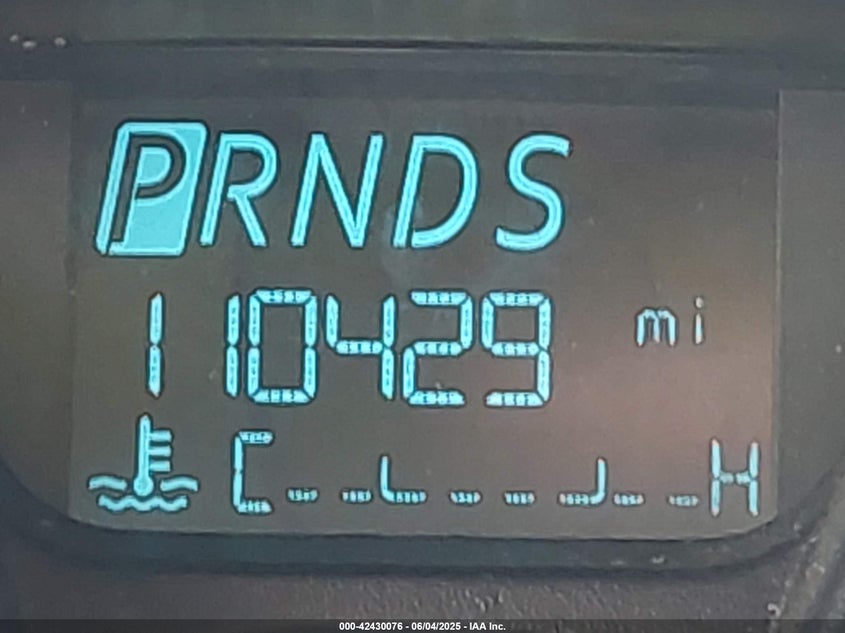 PRNDS
110429 mi
C H
000-42430076 - 06/04/2025 - IAA Inc.